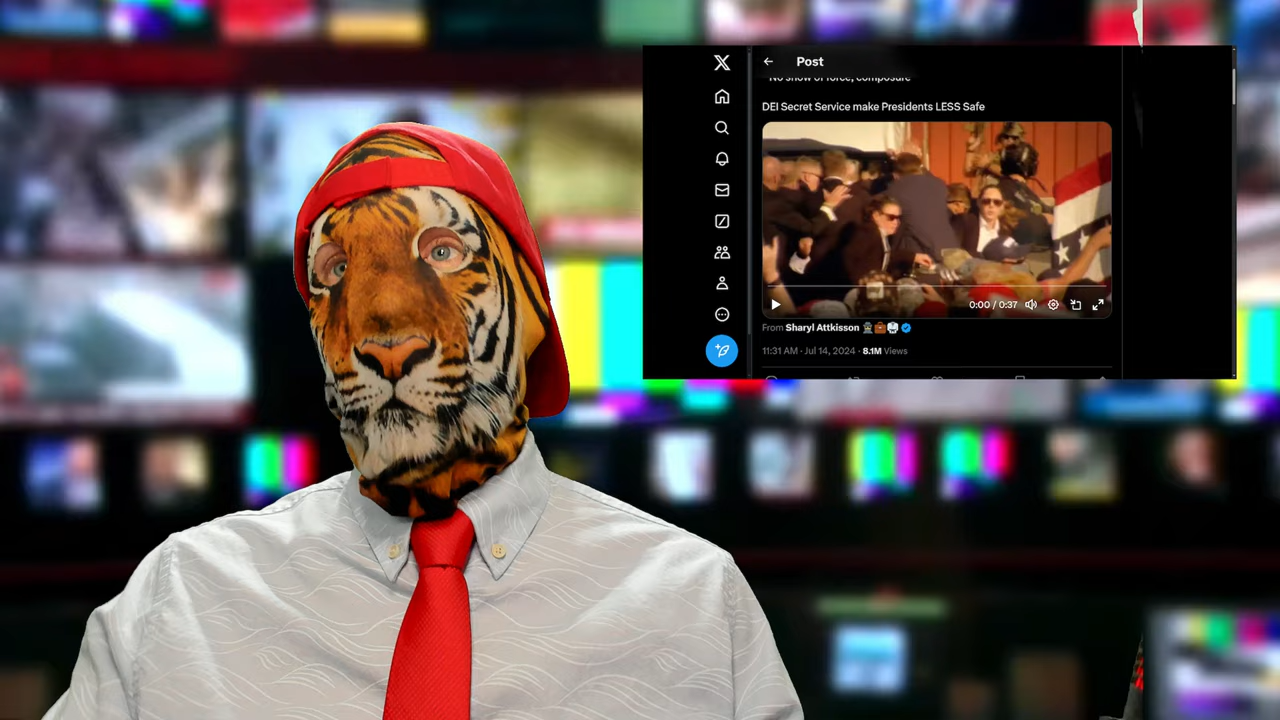 Post
No show of force, composure
DEI Secret Service make Presidents LESS Safe
0:00 / 0:37
From Sharyl Attkisson
11:31 AM · Jul 14, 2024 · 8.1M Views